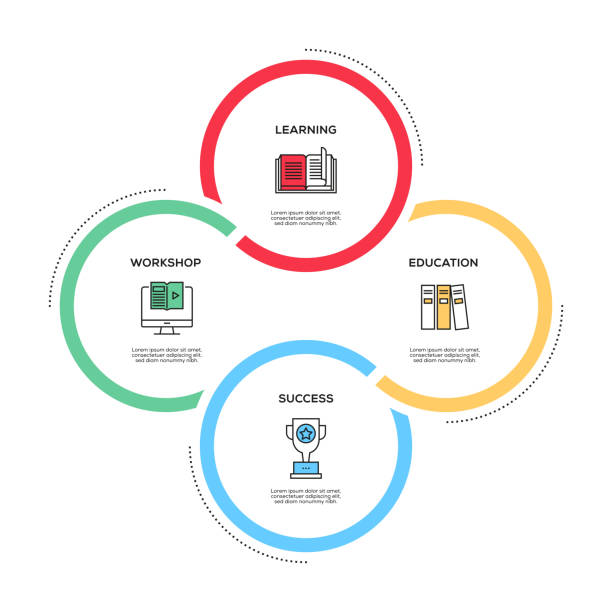 LEARNING
Lorem ipsum dolor sit amet,
consectetuer adipiscing elit,
sed diam nonummy nibh.
WORKSHOP
Lorem ipsum dolor sit amet,
consectetuer adipiscing elit,
sed diam nonummy nibh.
EDUCATION
Lorem ipsum dolor sit amet,
consectetuer adipiscing elit,
sed diam nonummy nibh.
SUCCESS
Lorem ipsum dolor sit amet,
consectetuer adipiscing elit,
sed diam nonummy nibh.